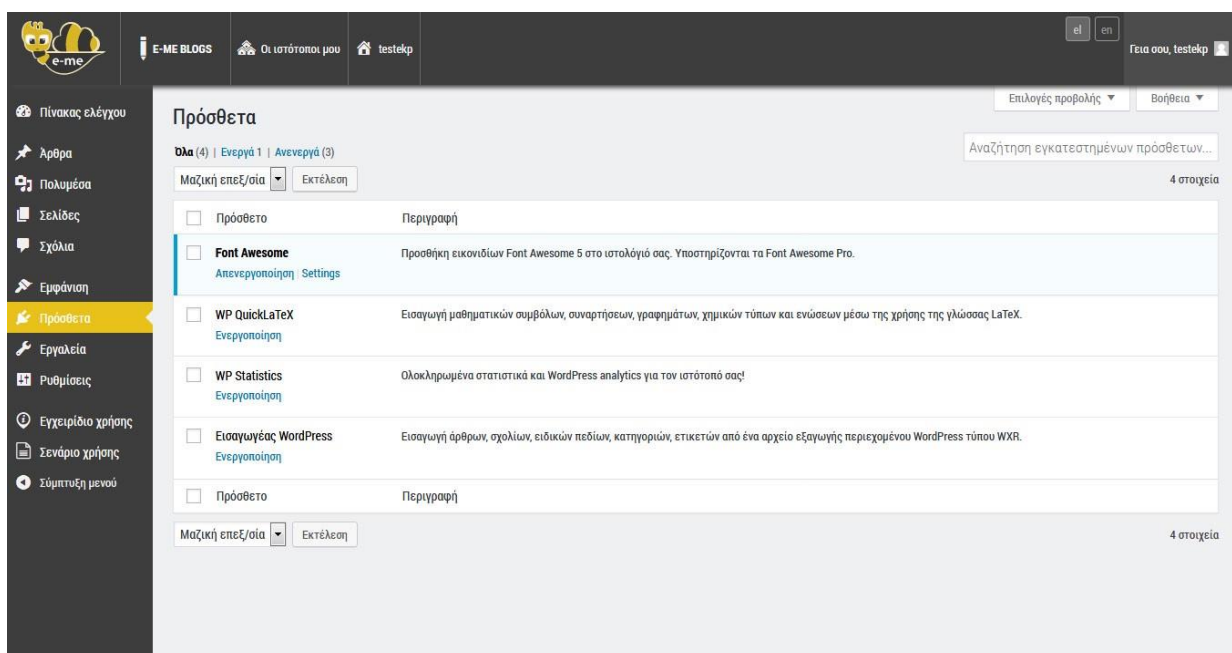 e-me
E-ME BLOGS
Οι ιστότοποι μου
testekp
el en
Γεια σου, testekp
Πίνακας ελέγχου
Άρθρα
Πολυμέσα
Σελίδες
Σχόλια
Εμφάνιση
Πρόσθετα
Εργαλεία
Ρυθμίσεις
Εγχειρίδιο χρήσης
Σενάριο χρήσης
Σύμπτυξη μενού
Επιλογές προβολής Βοήθεια
Πρόσθετα
Όλα (4) | Ενεργά 1 | Ανενεργά (3)
Αναζήτηση εγκατεστημένων πρόσθετων...
Μαζική επεξ/σία Εκτέλεση 4 στοιχεία
Πρόσθετο Περιγραφή
Font Awesome Προσθήκη εικονιδίων Font Awesome 5 στο ιστολόγιό σας. Υποστηρίζονται τα Font Awesome Pro.
Απενεργοποίηση | Settings
WP QuickLaTeX Εισαγωγή μαθηματικών συμβόλων, συναρτήσεων, γραφημάτων, χημικών τύπων και ενώσεων μέσω της χρήσης της γλώσσας LaTeX.
Ενεργοποίηση
WP Statistics Ολοκληρωμένα στατιστικά και WordPress analytics για τον ιστότοπό σας!
Ενεργοποίηση
Εισαγωγέας WordPress Εισαγωγή άρθρων, σχολίων, ειδικών πεδίων, κατηγοριών, ετικετών από ένα αρχείο εξαγωγής περιεχομένου WordPress τύπου WXR.
Ενεργοποίηση
Πρόσθετο Περιγραφή
Μαζική επεξ/σία Εκτέλεση 4 στοιχεία